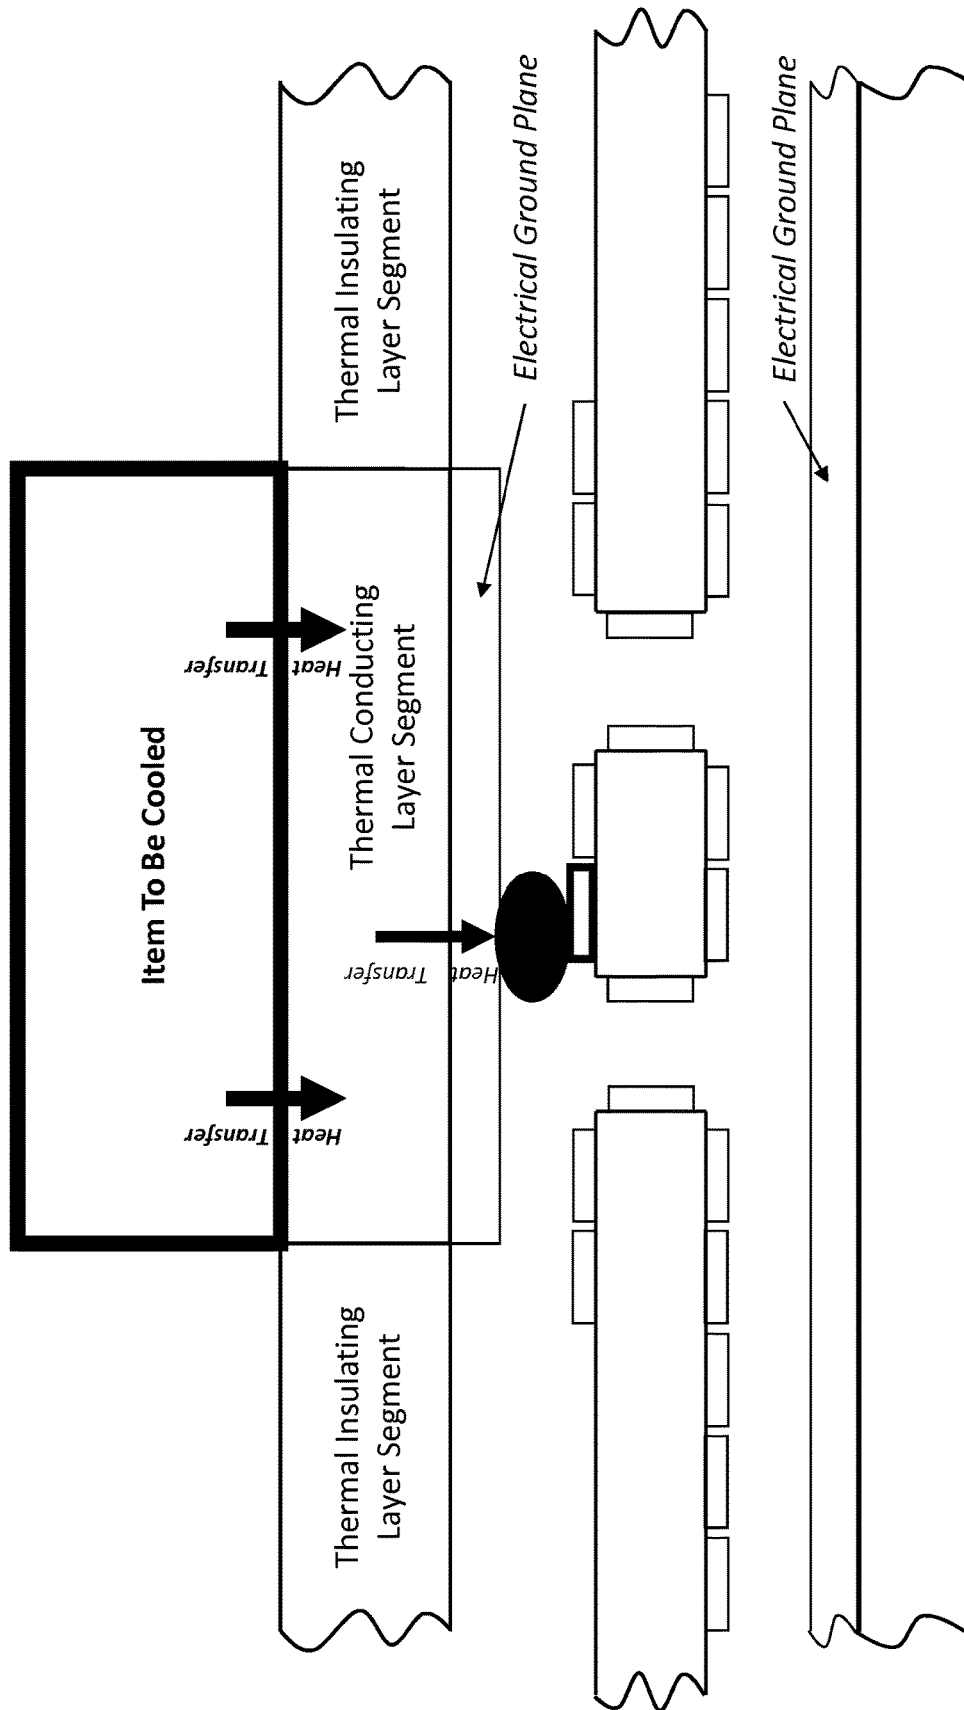 Item To Be Cooled
Heat Transfer
Heat Transfer
Thermal Insulating
Layer Segment
Thermal Conducting
Layer Segment
Thermal Insulating
Layer Segment
Heat Transfer
Electrical Ground Plane
Electrical Ground Plane